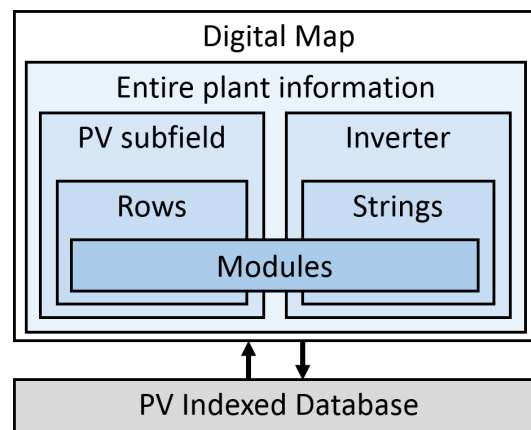 Digital Map
Entire plant information
PV subfield
Inverter
Rows
Strings
Modules
PV Indexed Database